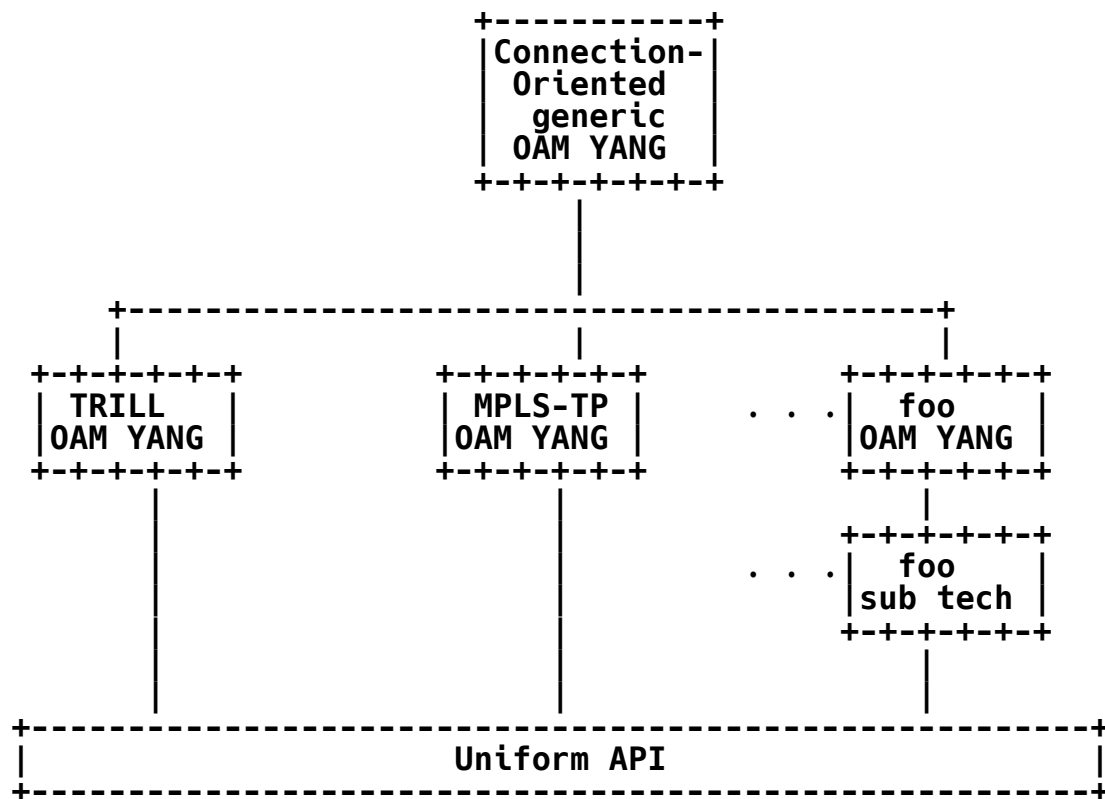 Connection-
Oriented
generic
OAM YANG
TRILL MPLS-TP . . . foo
OAM YANG OAM YANG OAM YANG
. . . foo
sub tech
Uniform API